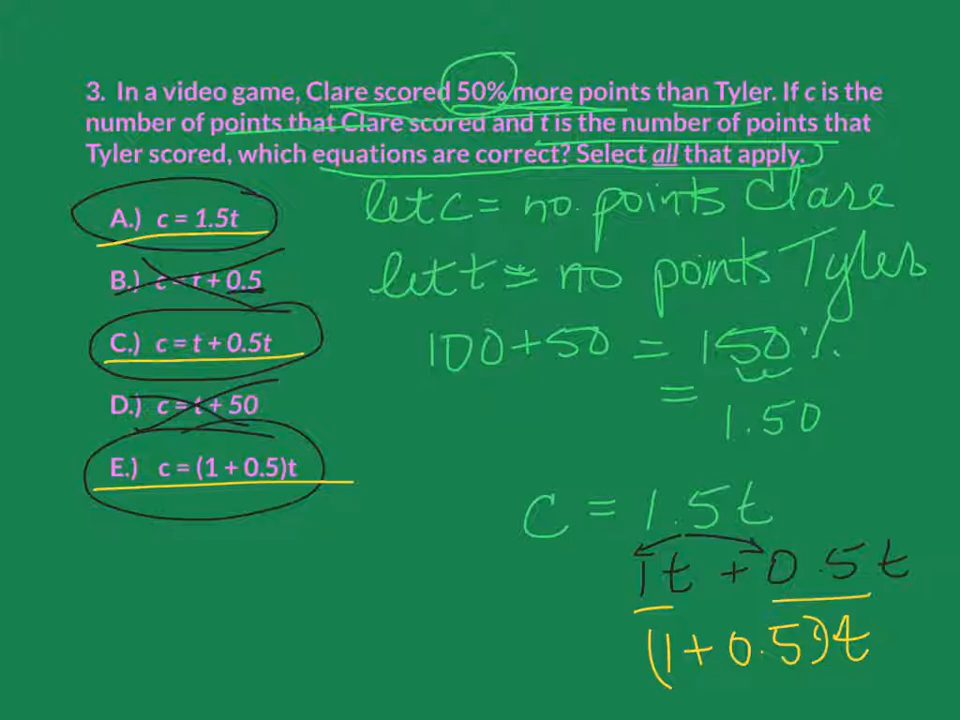 3. In a video game, Clare scored 50% more points than Tyler. If c is the
number of points that Clare scored and t is the number of points that
Tyler scored, which equations are correct? Select all that apply.
let c = no. points Clare
A.) c = 1.5t
let t = no points Tyler
B.) c = t + 0.5
100+50 = 150%
C.) c = t + 0.5t
= 1.50
D.) c = t + 50
E.) c = (1 + 0.5)t
C = 1.5t
1t + 0.5t
(1+0.5)t